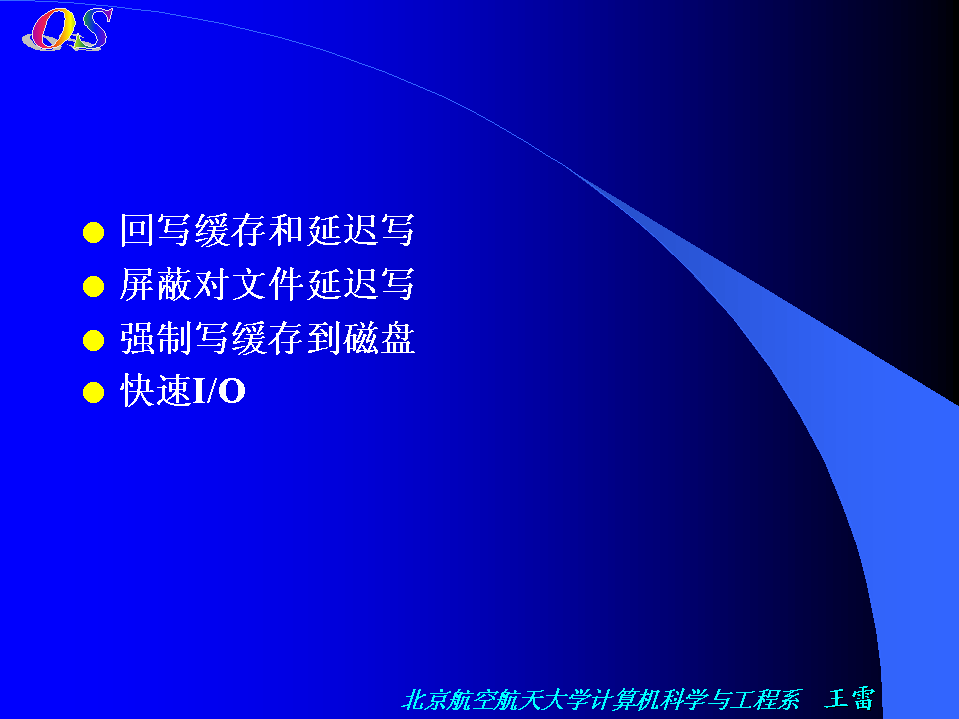 OS
回写缓存和延迟写
屏蔽对文件延迟写
强制写缓存到磁盘
快速I/O
北京航空航天大学计算机科学与工程系 王雷